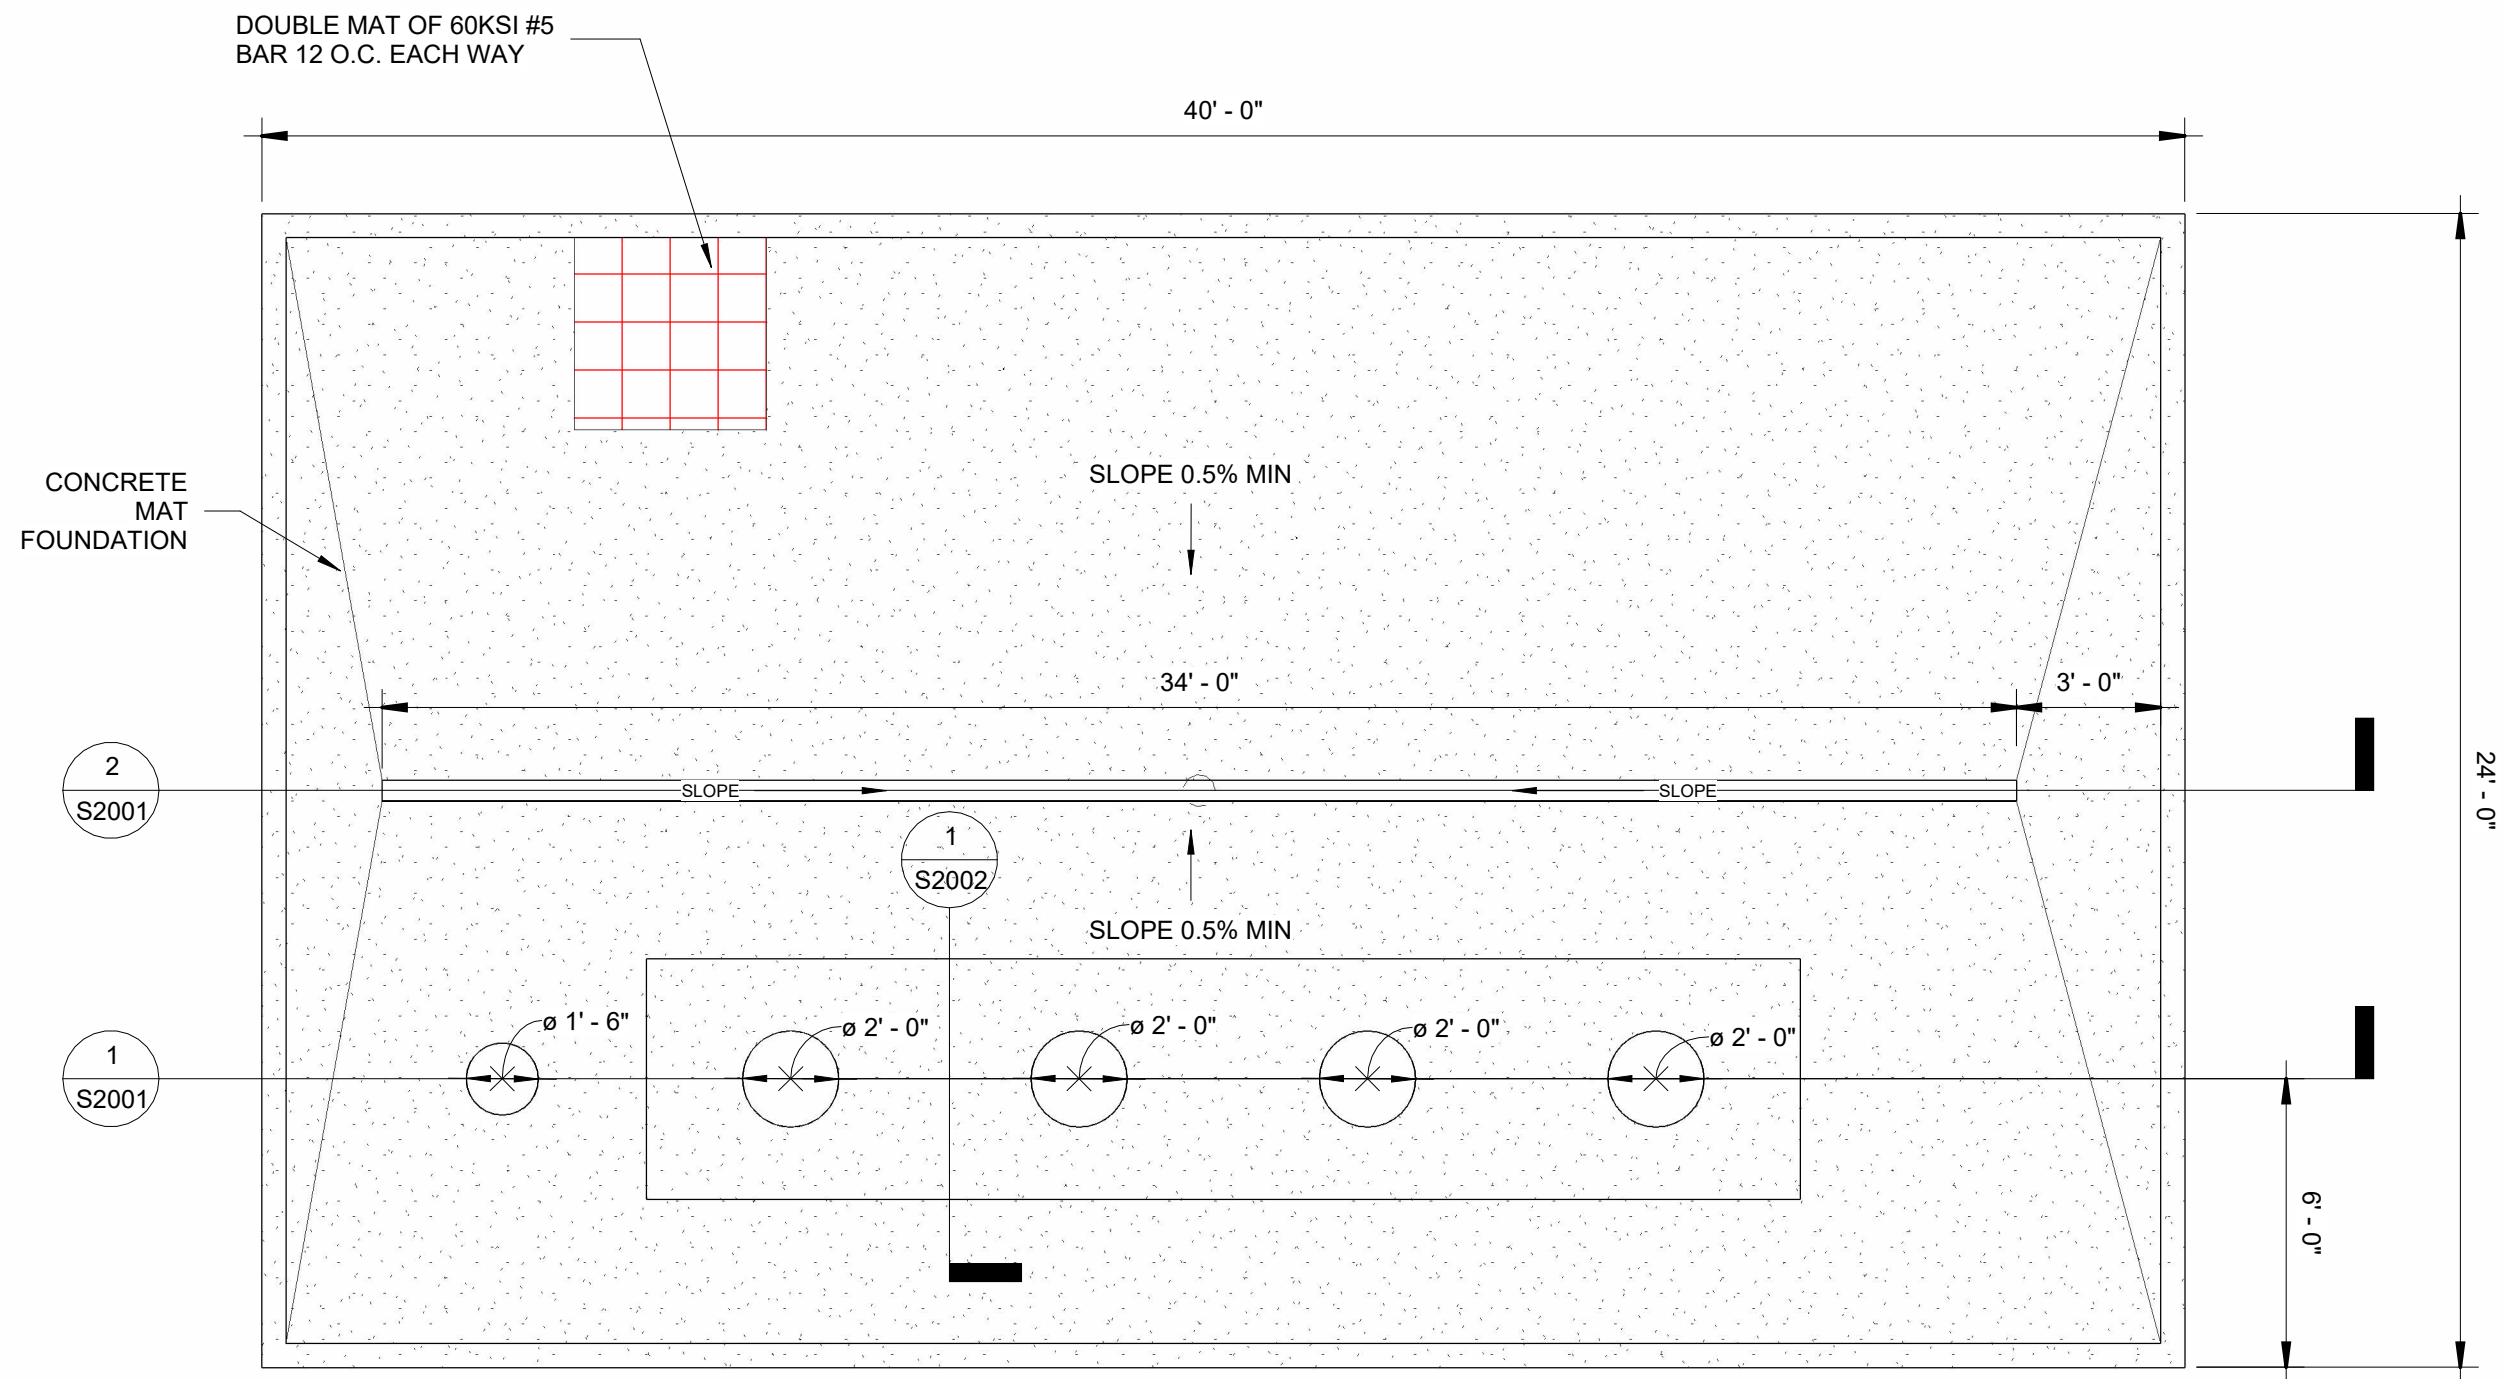 DOUBLE MAT OF 60KSI #5
BAR 12 O.C. EACH WAY
40' - 0"
CONCRETE
MAT
FOUNDATION
SLOPE 0.5% MIN
34' - 0"
3' - 0"
24' - 0"
2
S2001
SLOPE
SLOPE
1
S2002
SLOPE 0.5% MIN
1
S2001
ø 1' - 6"
ø 2' - 0"
ø 2' - 0"
ø 2' - 0"
ø 2' - 0"
6' - 0"